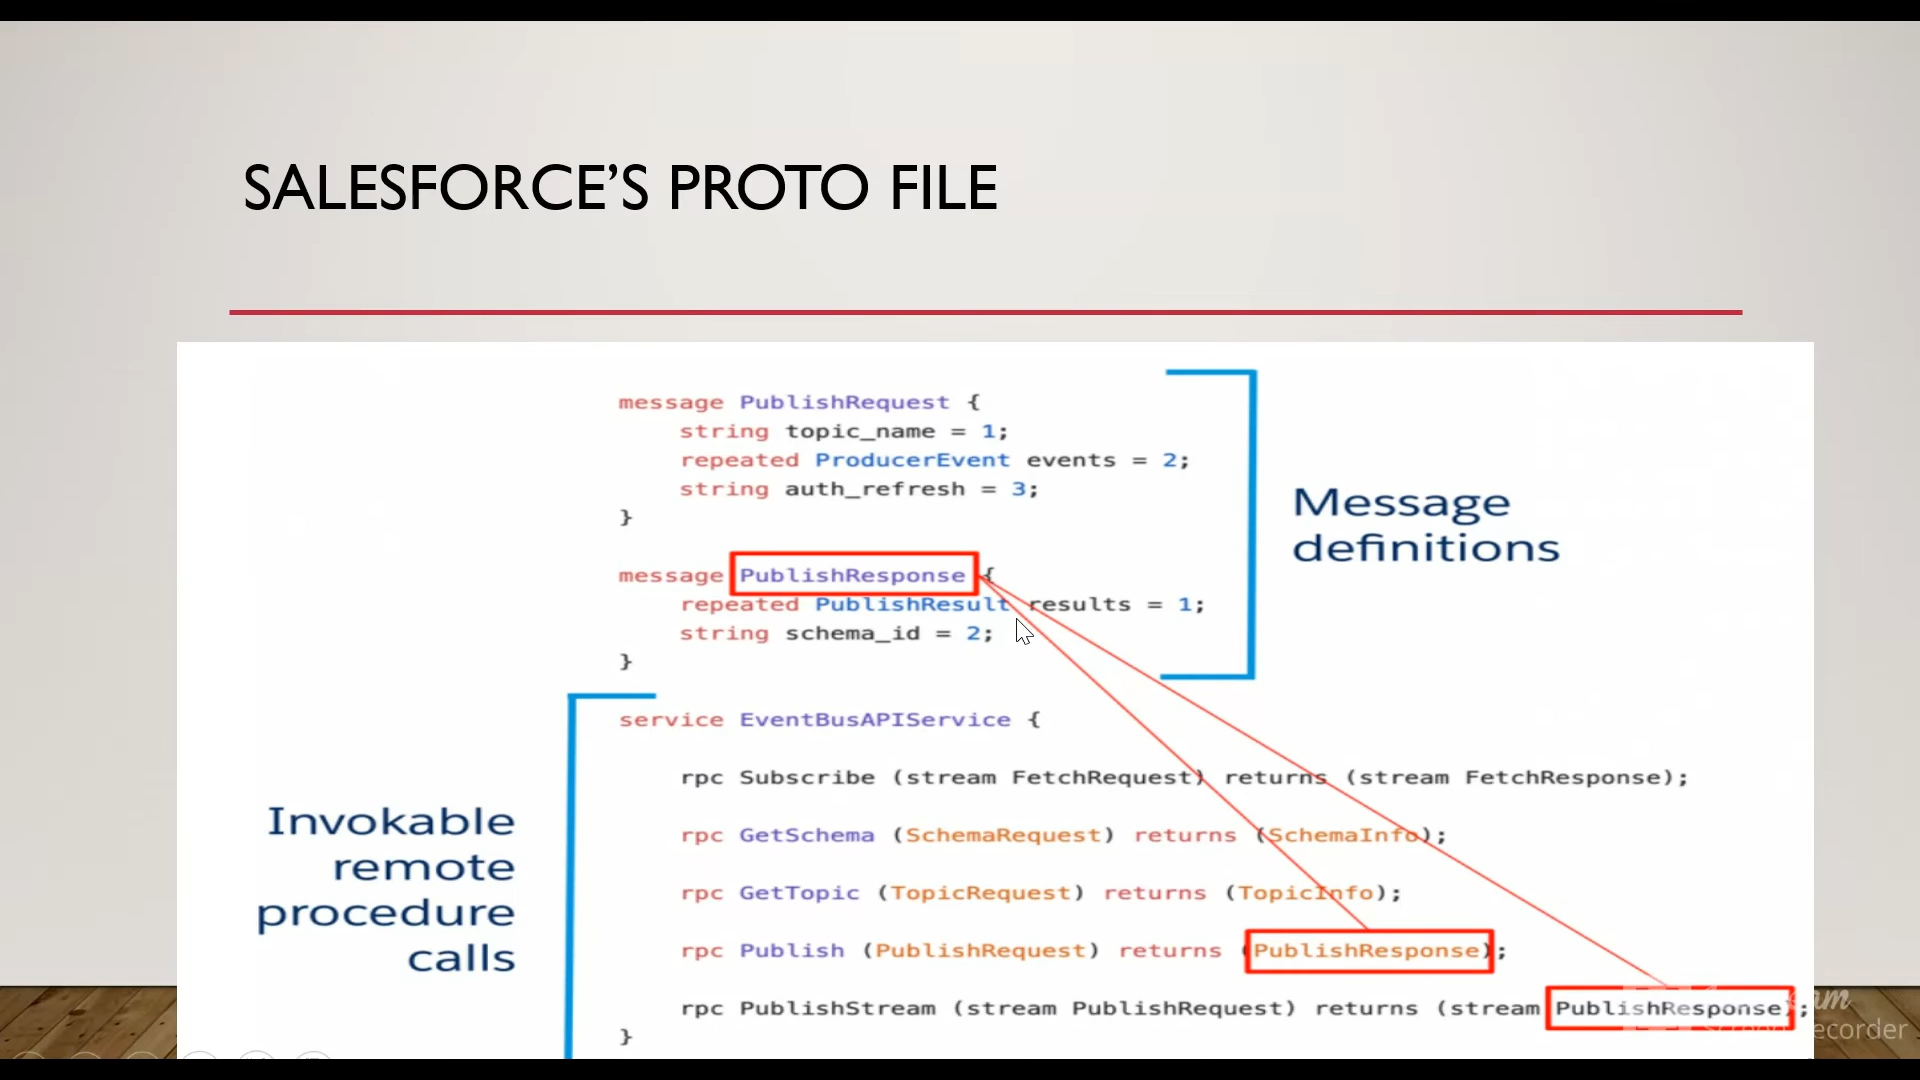 SALESFORCE’S PROTO FILE
message PublishRequest {
string topic_name = 1;
repeated ProducerEvent events = 2;
string auth_refresh = 3;
}
message PublishResponse {
repeated PublishResult results = 1;
string schema_id = 2;
}
Message
definitions
service EventBusAPIService {
rpc Subscribe (stream FetchRequest) returns (stream FetchResponse);
rpc GetSchema (SchemaRequest) returns (SchemaInfo);
rpc GetTopic (TopicRequest) returns (TopicInfo);
rpc Publish (PublishRequest) returns (PublishResponse);
rpc PublishStream (stream PublishRequest) returns (stream PublishResponse);
}
Invokable
remote
procedure
calls